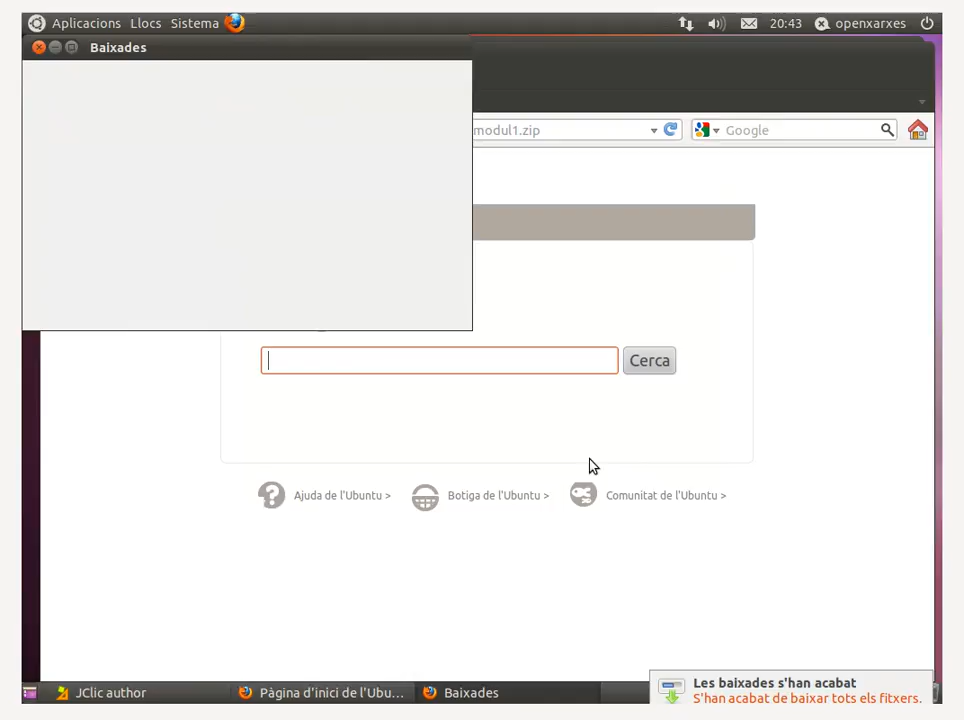 Aplicacions Llocs Sistema 20:43 openxarxes
Baixades
modul1.zip Google
Cerca
Ajuda de l'Ubuntu > Botiga de l'Ubuntu > Comunitat de l'Ubuntu >
JClic author Pàgina d'inici de l'Ubu... Baixades
Les baixades s'han acabat
S'han acabat de baixar tots els fitxers.